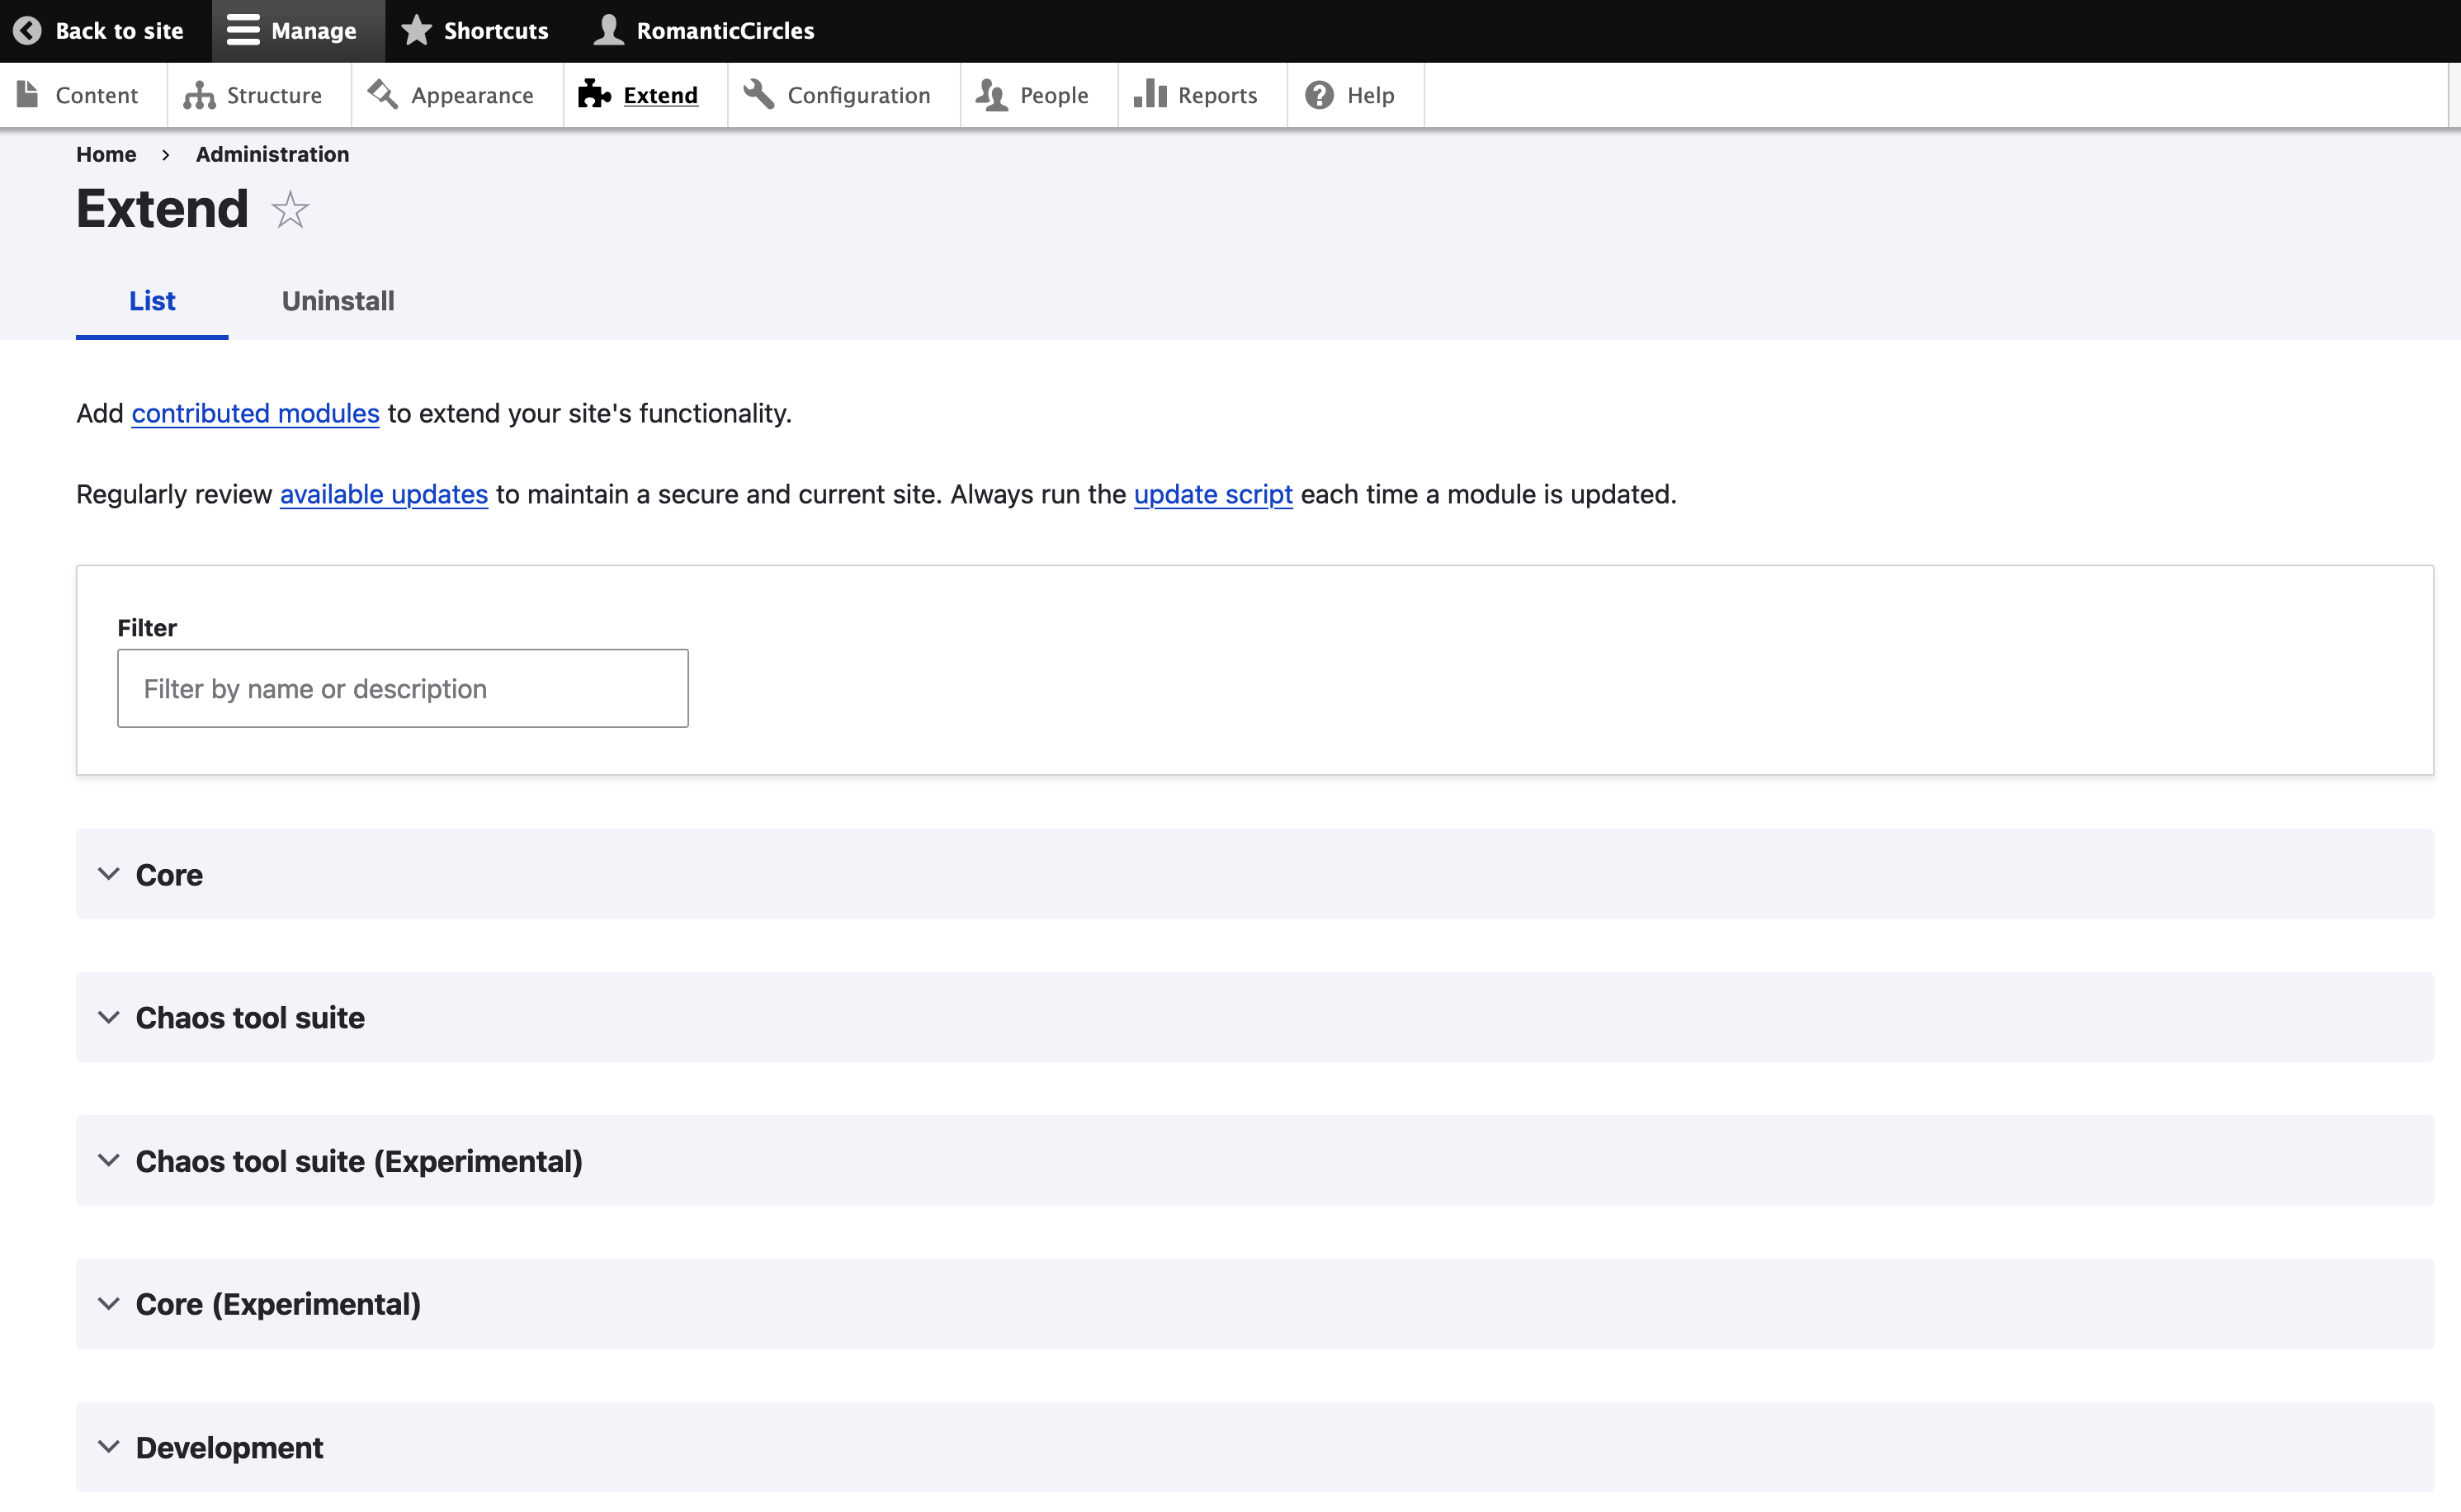 Back to site Manage Shortcuts RomanticCircles
Content Structure Appearance Extend Configuration People Reports Help
Home › Administration
Extend
List Uninstall
Add contributed modules to extend your site's functionality.
Regularly review available updates to maintain a secure and current site. Always run the update script each time a module is updated.
Filter
Filter by name or description
Core
Chaos tool suite
Chaos tool suite (Experimental)
Core (Experimental)
Development